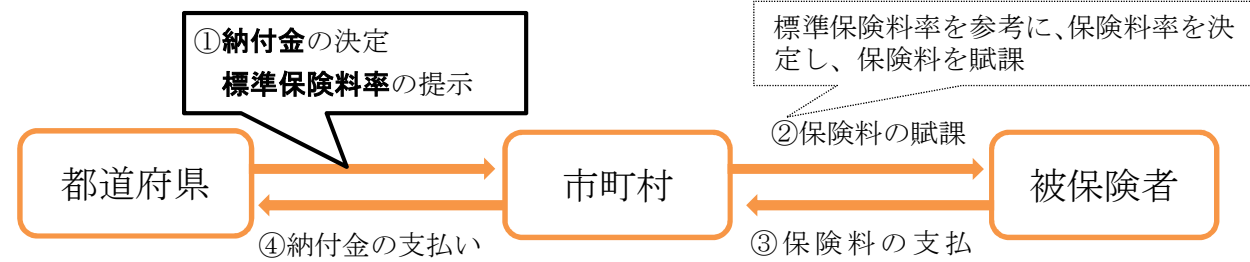 ①納付金の決定
標準保険料率の提示
標準保険料率を参考に、保険料率を決
定し、保険料を賦課
②保険料の賦課
都道府県
市町村
被保険者
④納付金の支払い
③保険料の支払